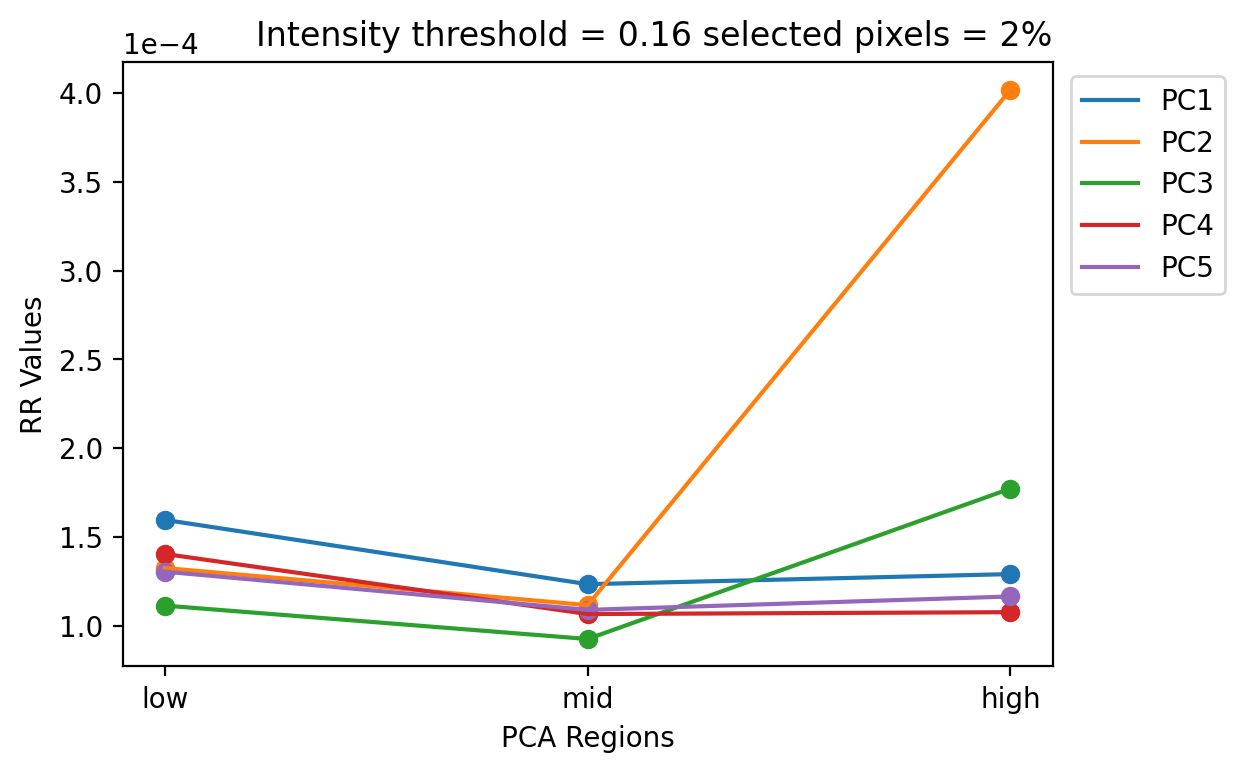 Intensity threshold = 0.16 selected pixels = 2%
1e−4
4.0
3.5
3.0
2.5
2.0
1.5
1.0
RR Values
low mid high
PCA Regions
PC1
PC2
PC3
PC4
PC5